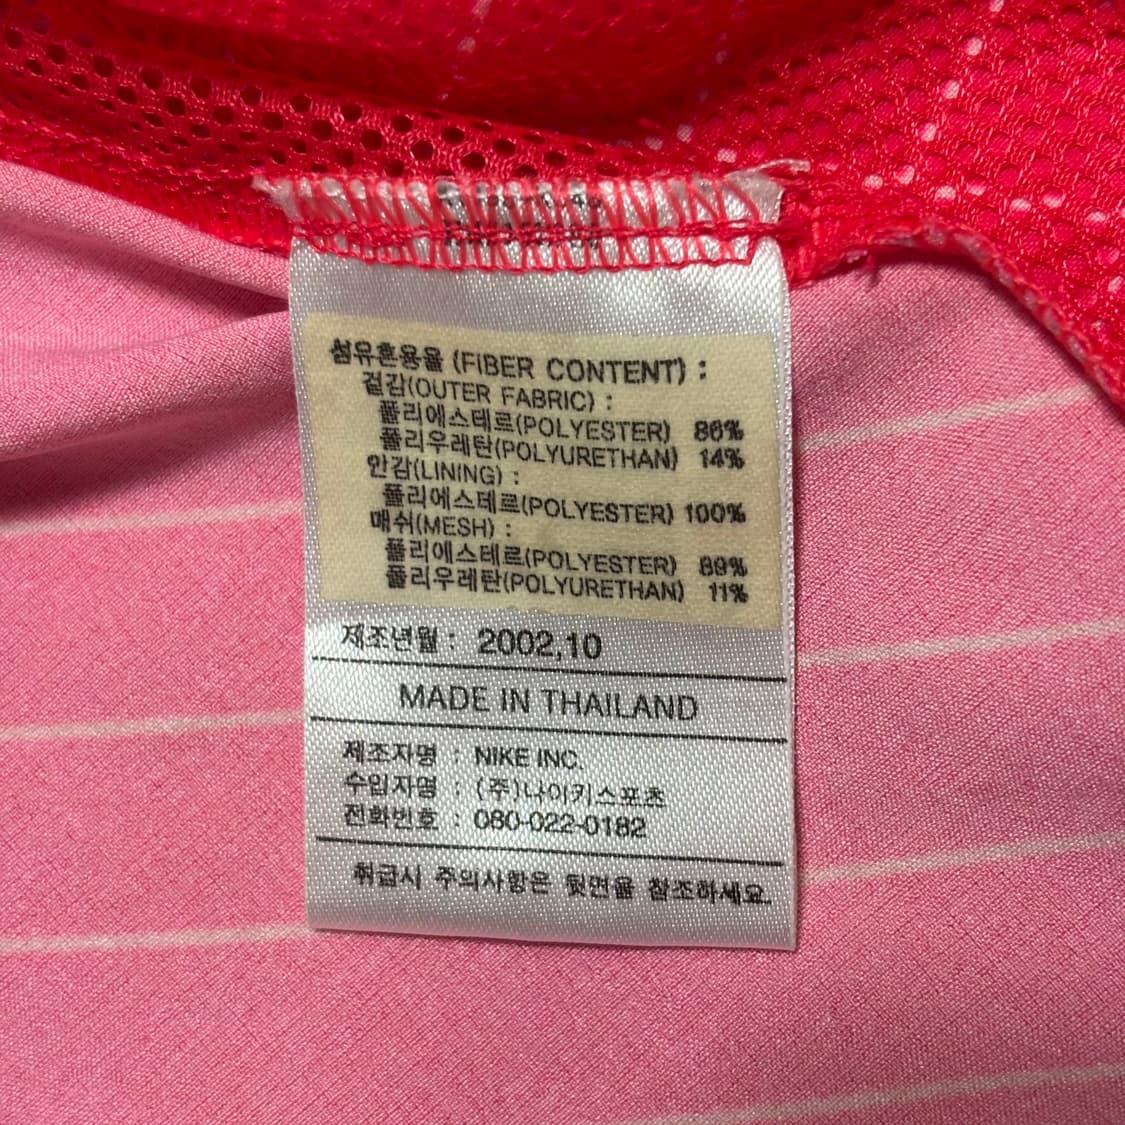 섬유혼용율 (FIBER CONTENT) :
겉감(OUTER FABRIC) :
폴리에스테르(POLYESTER) 86%
폴리우레탄(POLYURETHAN) 14%
안감(LINING) :
폴리에스테르(POLYESTER) 100%
매쉬(MESH) :
폴리에스테르(POLYESTER) 89%
폴리우레탄(POLYURETHAN) 11%
제조년월 : 2002,10
MADE IN THAILAND
제조자명 : NIKE INC.
수입자명 : (주)나이키스포츠
전화번호 : 080-022-0182
취급시 주의사항은 뒷면을 참조하세요.